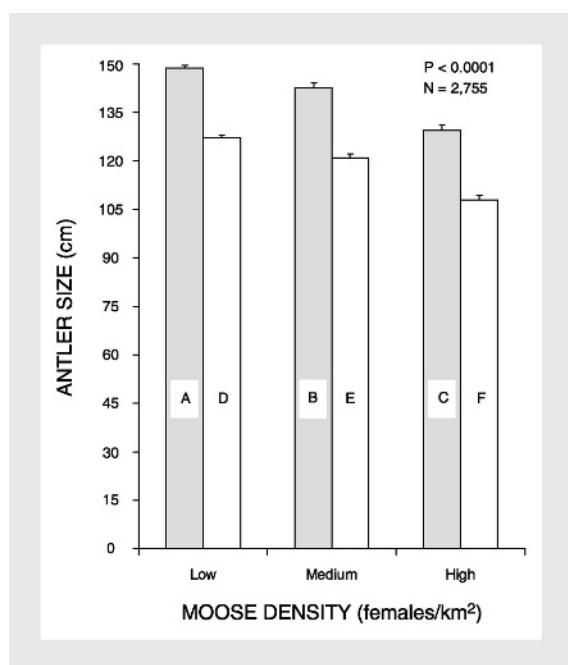 P < 0.0001
N = 2,755
ANTLER SIZE (cm)
150
135
120
105
90
75
60
45
30
15
0
A D B E C F
Low Medium High
MOOSE DENSITY (females/km²)